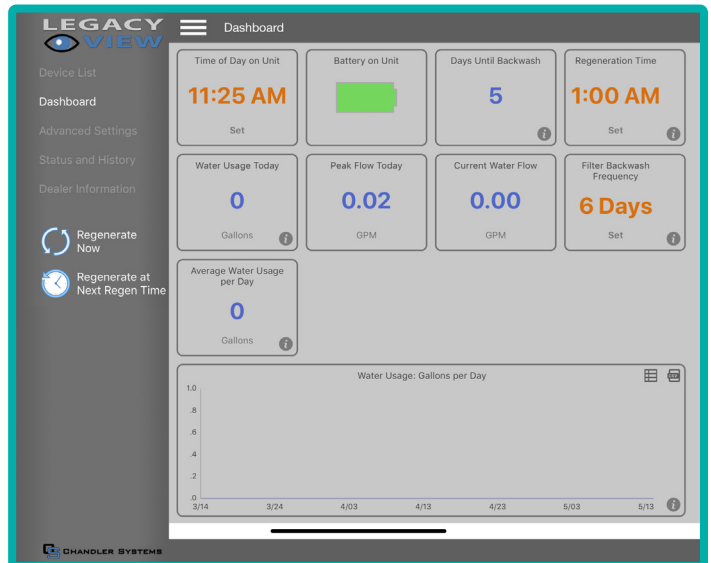 LEGACY
VIEW
Dashboard
Device List
Dashboard
Advanced Settings
Status and History
Dealer Information
Regenerate
Now
Regenerate at
Next Regen Time
CHANDLER SYSTEMS
Time of Day on Unit
11:25 AM
Set
Battery on Unit
Days Until Backwash
5
i
Regeneration Time
1:00 AM
Set
i
Water Usage Today
0
Gallons
i
Peak Flow Today
0.02
GPM
Current Water Flow
0.00
GPM
Filter Backwash
Frequency
6 Days
Set
i
Average Water Usage
per Day
0
Gallons
i
Water Usage: Gallons per Day
1.0
.8
.6
.4
.2
.0
3/14 3/24 4/03 4/13 4/23 5/03 5/13
i